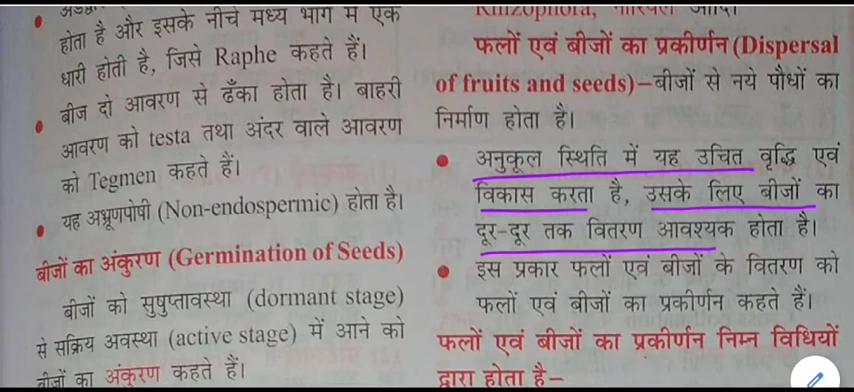 होता है और इसके नीचे मध्य भाग में एक
धारी होती है, जिसे Raphe कहते हैं।
बीज दो आवरण से ढँका होता है। बाहरी
आवरण को testa तथा अंदर वाले आवरण
को Tegmen कहते हैं।
यह अभ्रूणपोषी (Non-endospermic) होता है।
बीजों का अंकुरण (Germination of Seeds)
बीजों को सुषुप्तावस्था (dormant stage)
से सक्रिय अवस्था (active stage) में आने को
बीजों का अंकुरण कहते हैं।
Rhizophora, नारियल आदि।
फलों एवं बीजों का प्रकीर्णन (Dispersal
of fruits and seeds)–बीजों से नये पौधों का
निर्माण होता है।
अनुकूल स्थिति में यह उचित वृद्धि एवं
विकास करता है, उसके लिए बीजों का
दूर-दूर तक वितरण आवश्यक होता है।
इस प्रकार फलों एवं बीजों के वितरण को
फलों एवं बीजों का प्रकीर्णन कहते हैं।
फलों एवं बीजों का प्रकीर्णन निम्न विधियों
द्वारा होता है–